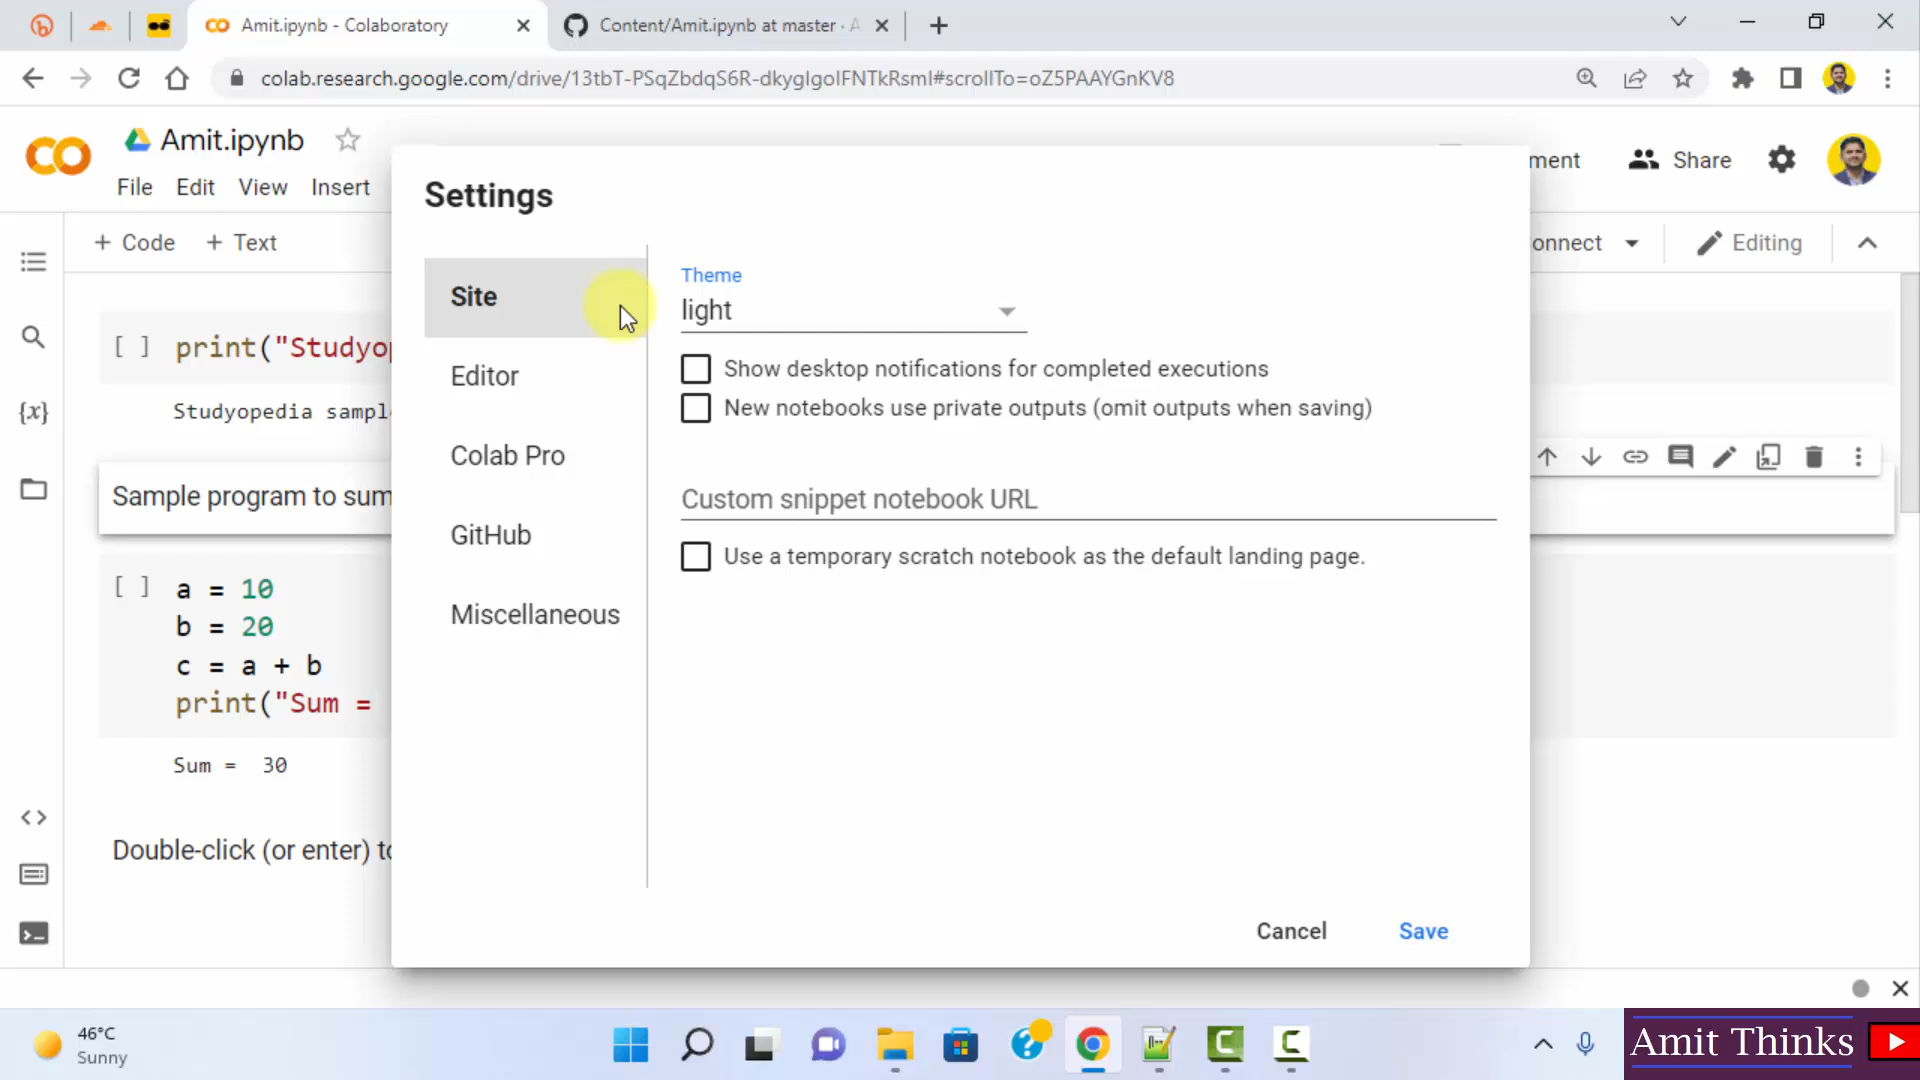 Amit.ipynb - Colaboratory
Content/Amit.ipynb at master · A
colab.research.google.com/drive/13tbT-PSqZbdqS6R-dkyglgolFNTkRsmI#scrollTo=oZ5PAAYGnKV8
Amit.ipynb
File Edit View Insert
ment
Share
+ Code + Text
onnect
Editing
Settings
Site
Editor
Colab Pro
GitHub
Miscellaneous
Theme
light
Show desktop notifications for completed executions
New notebooks use private outputs (omit outputs when saving)
Custom snippet notebook URL
Use a temporary scratch notebook as the default landing page.
Cancel Save
[ ] print("Studyop
Studyopedia sampl
Sample program to sum
[ ] a = 10
b = 20
c = a + b
print("Sum =
Sum = 30
Double-click (or enter) to
{x}
46°C
Sunny
Amit Thinks